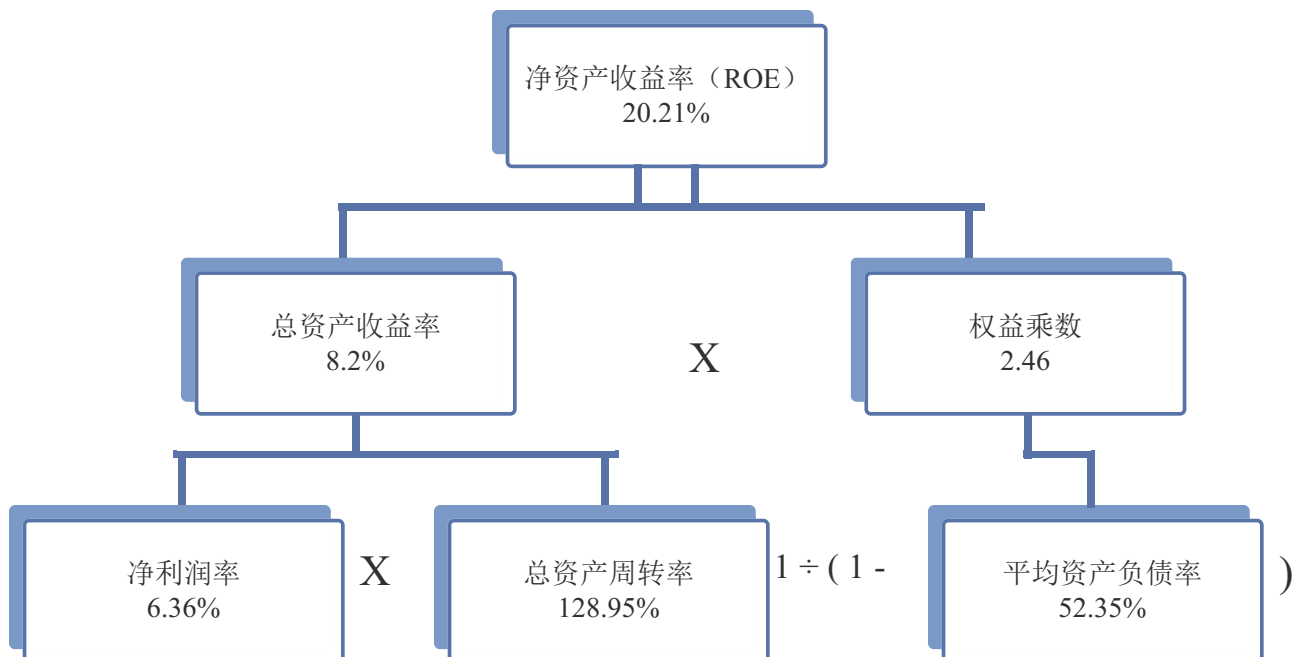 净资产收益率（ROE）
20.21%
总资产收益率
8.2%
X
权益乘数
2.46
净利润率
6.36%
X
总资产周转率
128.95%
1 ÷ ( 1 -
平均资产负债率
52.35%
)